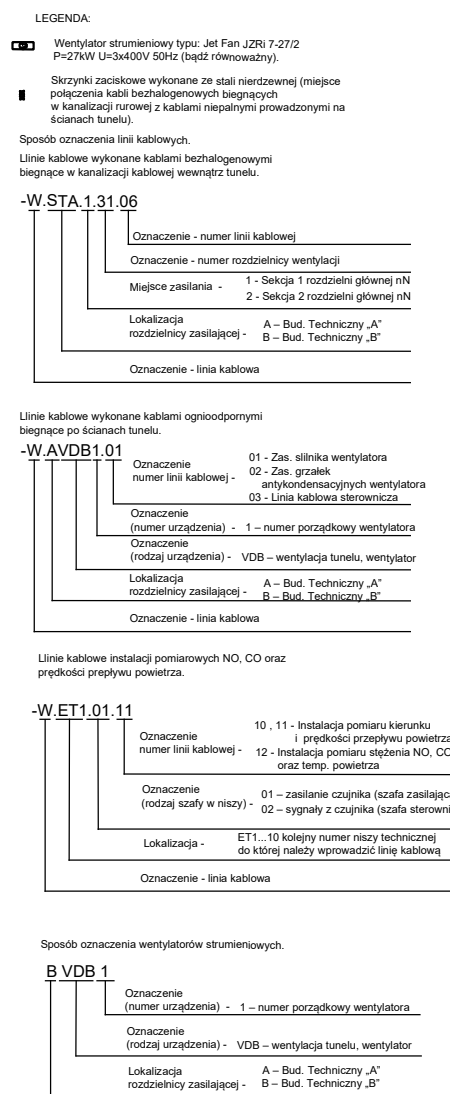 LEGENDA:
Wentylator strumieniowy typu: Jet Fan JZRi 7-27/2
P=27kW U=3x400V 50Hz (bądź równoważny).
Skrzynki zaciskowe wykonane ze stali nierdzewnej (miejsce
połączenia kabli bezhalogenowych biegnących
w kanalizacji rurowej z kablami niepalnymi prowadzonymi na
ścianach tunelu).
Sposób oznaczenia linii kablowych.
Llinie kablowe wykonane kablami bezhalogenowymi
biegnące w kanalizacji kablowej wewnątrz tunelu.
-W.STA.1.31.06
Oznaczenie - numer linii kablowej
Oznaczenie - numer rozdzielnicy wentylacji
Miejsce zasilania - 1 - Sekcja 1 rozdzielni głównej nN
2 - Sekcja 2 rozdzielni głównej nN
Lokalizacja
rozdzielnicy zasilającej - A – Bud. Techniczny „A”
B – Bud. Techniczny „B”
Oznaczenie - linia kablowa
Llinie kablowe wykonane kablami ognioodpornymi
biegnące po ścianach tunelu.
-W.AVDB1.01
Oznaczenie
numer linii kablowej - 01 - Zas. slilnika wentylatora
02 - Zas. grzałek
antykondensacyjnych wentylatora
03 - Linia kablowa sterownicza
Oznaczenie
(numer urządzenia) - 1 – numer porządkowy wentylatora
Oznaczenie
(rodzaj urządzenia) - VDB – wentylacja tunelu, wentylator
Lokalizacja
rozdzielnicy zasilającej - A – Bud. Techniczny „A”
B – Bud. Techniczny „B”
Oznaczenie - linia kablowa
Llinie kablowe instalacji pomiarowych NO, CO oraz
prędkości prepływu powietrza.
-W.ET1.01.11
Oznaczenie
numer linii kablowej - 10 , 11 - Instalacja pomiaru kierunku
i prędkości przepływu powietrza
12 - Instalacja pomiaru stężenia NO, CO
oraz temp. powietrza
Oznaczenie
(rodzaj szafy w niszy) - 01 – zasilanie czujnika (szafa zasilając
02 – sygnały z czujnika (szafa sterowni
Lokalizacja - ET1...10 kolejny numer niszy technicznej
do której należy wprowadzić linię kablową
Oznaczenie - linia kablowa
Sposób oznaczenia wentylatorów strumieniowych.
B VDB 1
Oznaczenie
(numer urządzenia) - 1 – numer porządkowy wentylatora
Oznaczenie
(rodzaj urządzenia) - VDB – wentylacja tunelu, wentylator
Lokalizacja
rozdzielnicy zasilającej - A – Bud. Techniczny „A”
B – Bud. Techniczny „B”